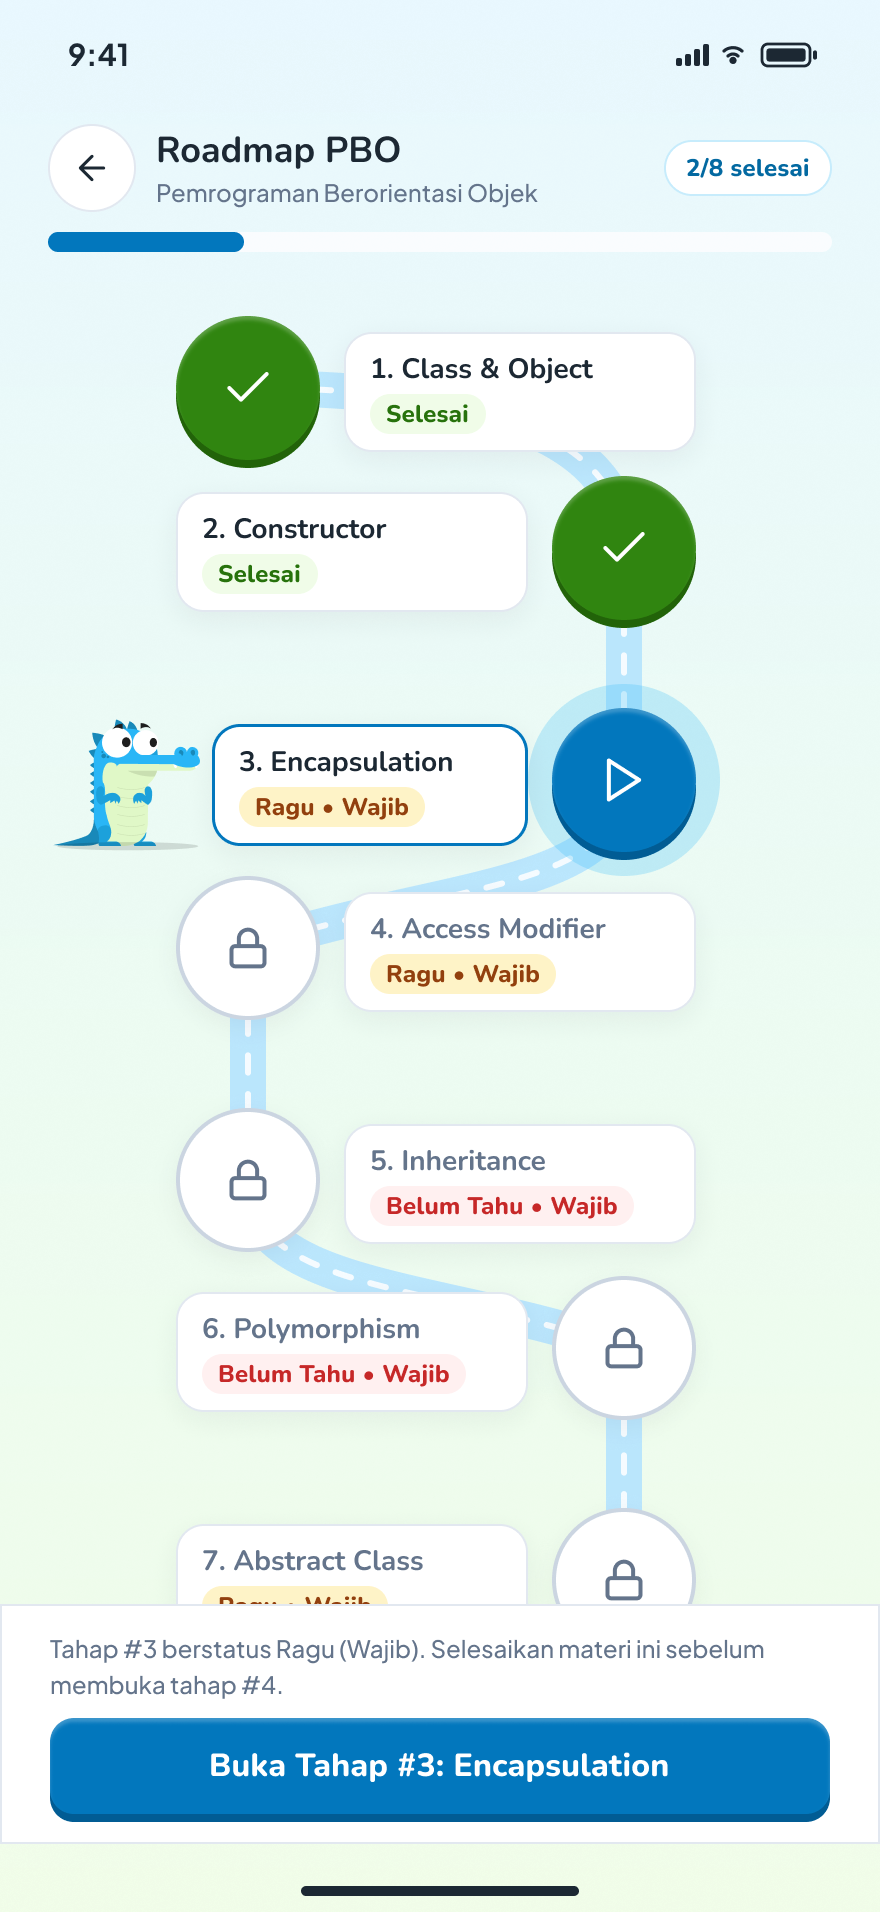 9:41
Roadmap PBO
Pemrograman Berorientasi Objek
2/8 selesai
1. Class & Object
Selesai
2. Constructor
Selesai
3. Encapsulation
Ragu • Wajib
4. Access Modifier
Ragu • Wajib
5. Inheritance
Belum Tahu • Wajib
6. Polymorphism
Belum Tahu • Wajib
7. Abstract Class
Ragu • Wajib
Tahap #3 berstatus Ragu (Wajib). Selesaikan materi ini sebelum
membuka tahap #4.
Buka Tahap #3: Encapsulation